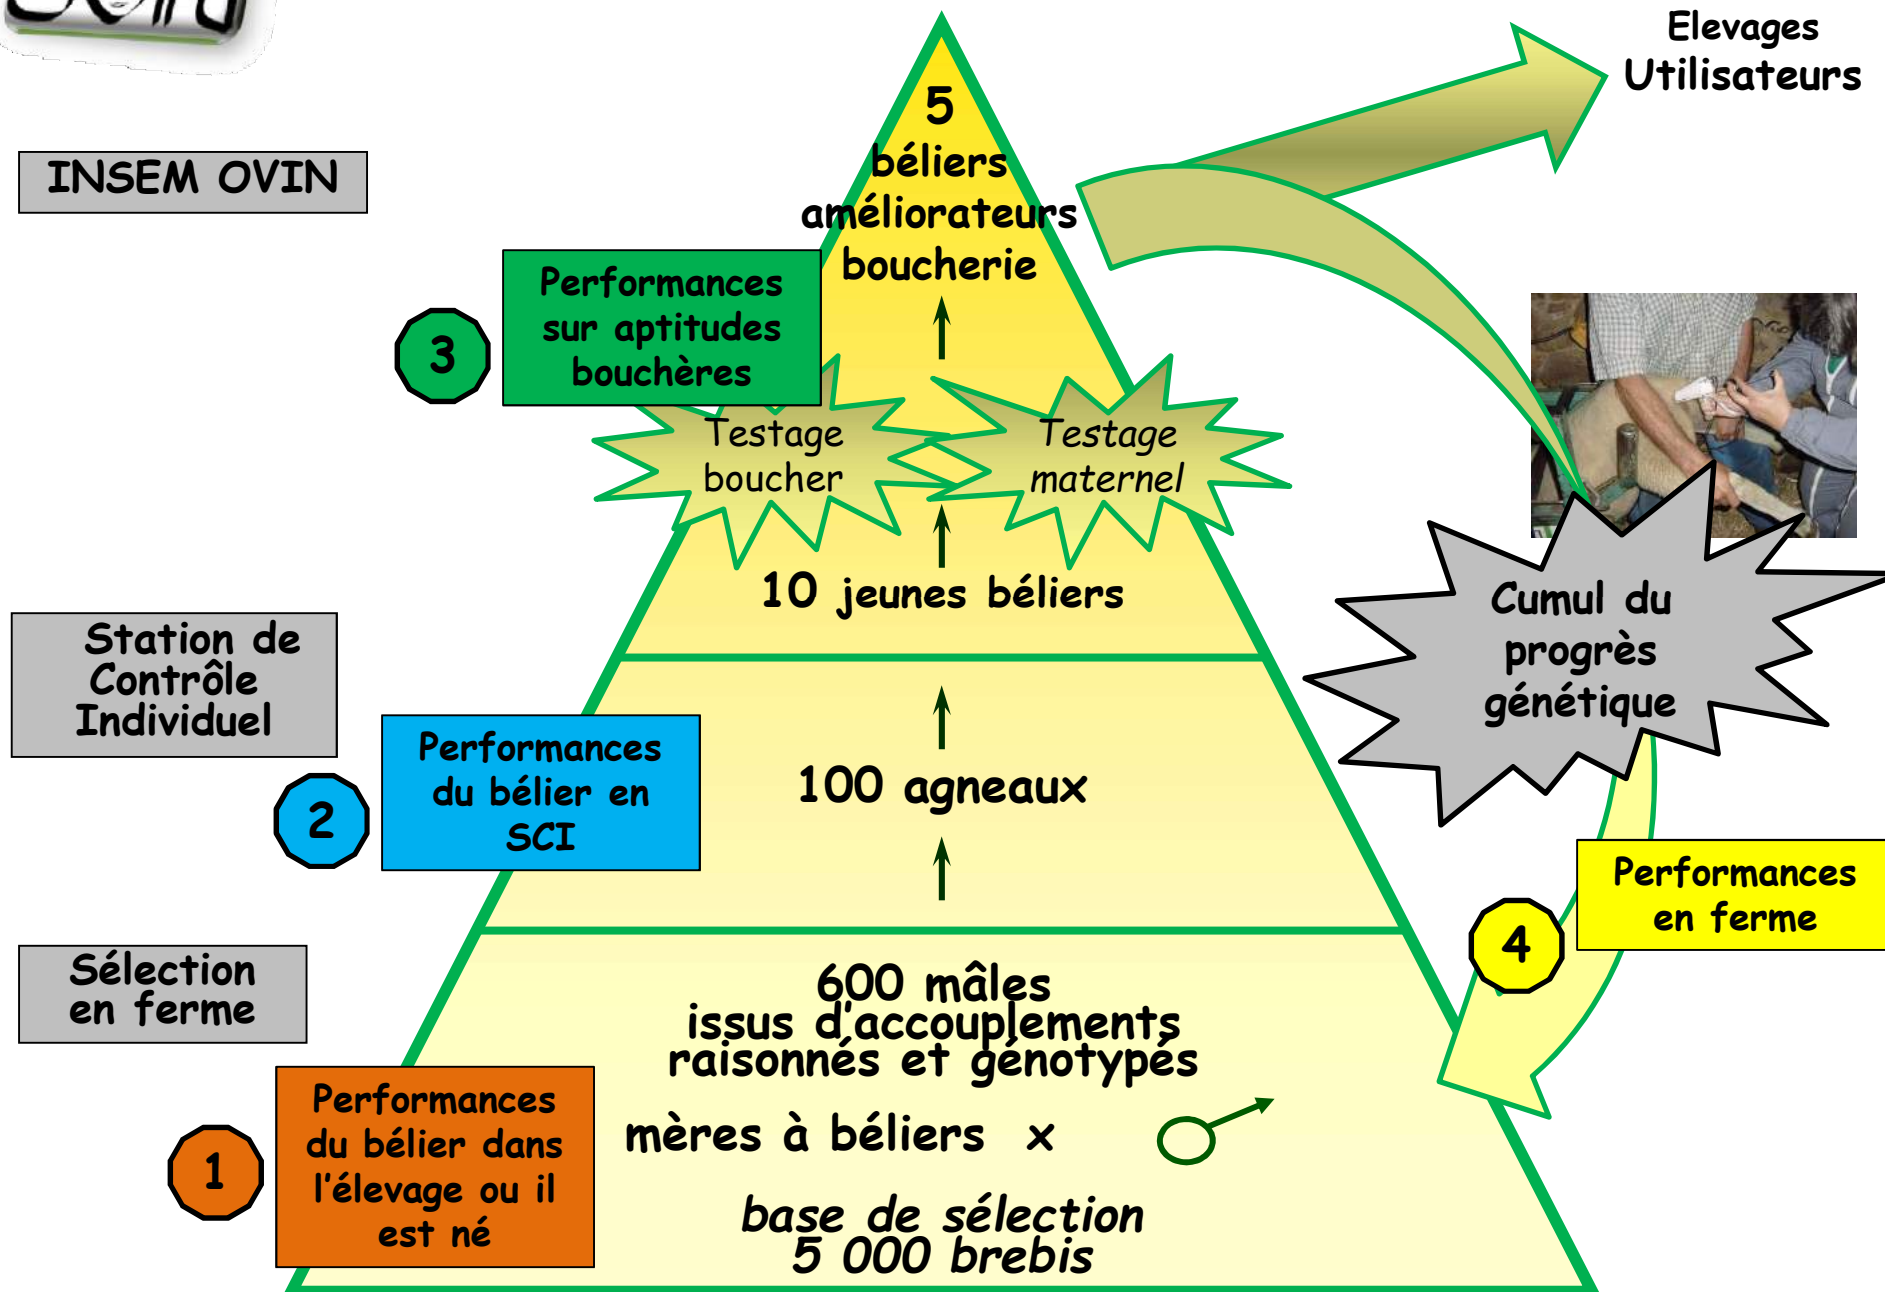 Elevages
Utilisateurs
INSEM OVIN
5
béliers
améliorateurs
boucherie
3
Performances
sur aptitudes
bouchères
Testage
boucher
Testage
maternel
10 jeunes béliers
Station de
Contrôle
Individuel
Cumul du
progrès
génétique
2
Performances
du bélier en
SCI
100 agneaux
4
Performances
en ferme
Sélection
en ferme
600 mâles
issus d'accouplements
raisonnés et génotypés
1
Performances
du bélier dans
l'élevage ou il
est né
mères à béliers x
base de sélection
5 000 brebis